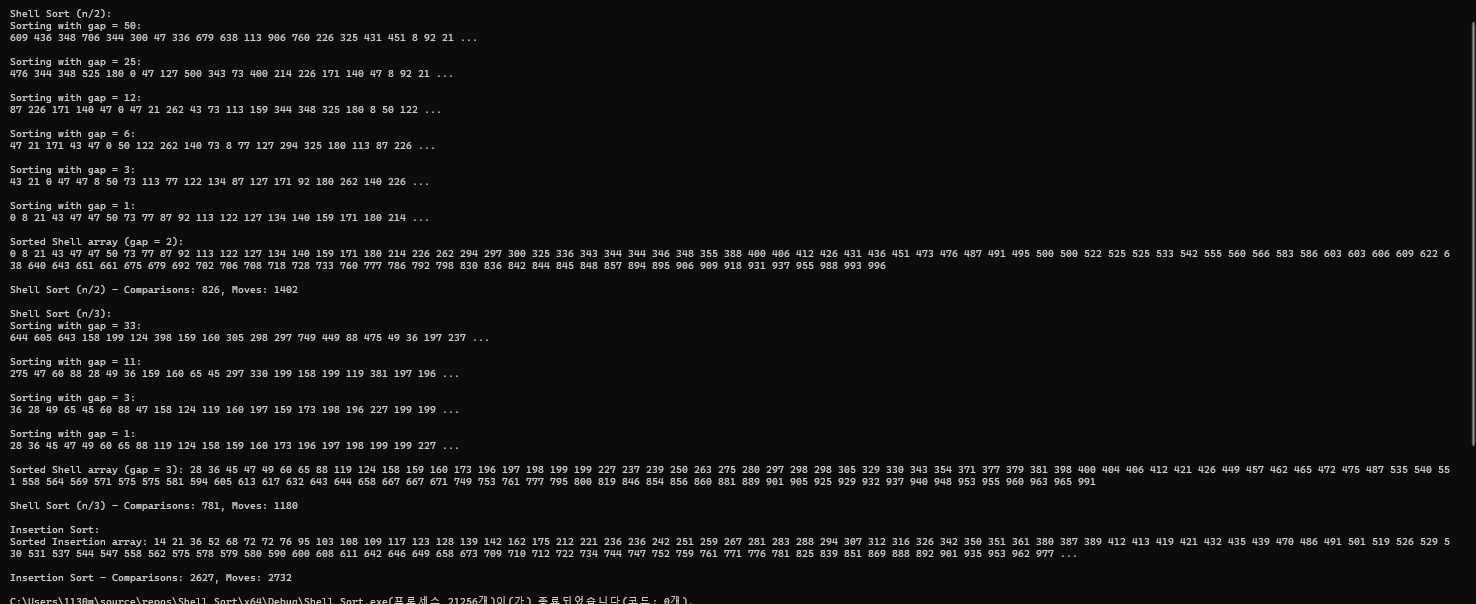 Shell Sort (n/2):
Sorting with gap = 50:
609 436 348 706 344 300 47 336 679 638 113 906 760 226 325 431 451 8 92 21 ...
Sorting with gap = 25:
476 344 348 525 180 0 47 127 500 343 73 400 214 226 171 140 47 8 92 21 ...
Sorting with gap = 12:
87 226 171 140 47 0 47 21 262 43 73 113 159 344 348 325 180 8 50 122 ...
Sorting with gap = 6:
47 21 171 43 47 0 50 122 262 140 73 8 77 127 294 325 180 113 87 226 ...
Sorting with gap = 3:
43 21 0 47 47 8 50 73 113 77 122 134 87 127 171 92 180 262 140 226 ...
Sorting with gap = 1:
0 8 21 43 47 47 50 73 77 87 92 113 122 127 134 140 159 171 180 214 ...
Sorted Shell array (gap = 2):
0 8 21 43 47 47 50 73 77 87 92 113 122 127 134 140 159 171 180 214 226 262 294 297 300 325 336 343 344 344 346 348 355 388 400 406 412 426 431 436 451 473 476 487 491 495 500 500 522 525 525 533 542 555 560 566 583 586 603 603 606 609 622 6
38 640 643 651 661 675 679 692 702 706 708 718 728 733 760 777 786 792 798 830 836 842 844 845 848 857 894 895 906 909 918 931 937 955 988 993 996
Shell Sort (n/2) - Comparisons: 826, Moves: 1402
Shell Sort (n/3):
Sorting with gap = 33:
644 605 643 158 199 124 398 159 160 305 298 297 749 449 88 475 49 36 197 237 ...
Sorting with gap = 11:
275 47 60 88 28 49 36 159 160 65 45 297 330 199 158 199 119 381 197 196 ...
Sorting with gap = 3:
36 28 49 65 45 60 88 47 158 124 119 160 197 159 173 198 196 227 199 199 ...
Sorting with gap = 1:
28 36 45 47 49 60 65 88 119 124 158 159 160 173 196 197 198 199 199 227 ...
Sorted Shell array (gap = 3): 28 36 45 47 49 60 65 88 119 124 158 159 160 173 196 197 198 199 199 227 237 239 250 263 275 280 297 298 298 305 329 330 343 354 371 377 379 381 398 400 404 406 412 421 426 449 457 462 465 472 475 487 535 540 55
1 558 564 569 571 575 575 581 594 605 613 617 632 643 644 658 667 667 671 749 753 761 777 795 800 819 846 854 856 860 881 889 901 905 925 929 932 937 940 948 953 955 960 963 965 991
Shell Sort (n/3) - Comparisons: 781, Moves: 1180
Insertion Sort:
Sorted Insertion array: 14 21 36 52 68 72 72 76 95 103 108 109 117 123 128 139 142 162 175 212 221 236 236 242 251 259 267 281 283 288 294 307 312 316 326 342 350 351 361 380 387 389 412 413 419 421 432 435 439 470 486 491 501 519 526 529 5
30 531 537 544 547 558 562 575 578 579 580 590 600 608 611 642 646 649 658 673 709 710 712 722 734 744 747 752 759 761 771 776 781 825 839 851 869 888 892 901 935 953 962 977 ...
Insertion Sort - Comparisons: 2627, Moves: 2732
C:\Users\1130m\source\repos\Shell Sort\x64\Debug\Shell Sort.exe(프로세스 21256개)이(가) 종료되었습니다(코드: 0개).